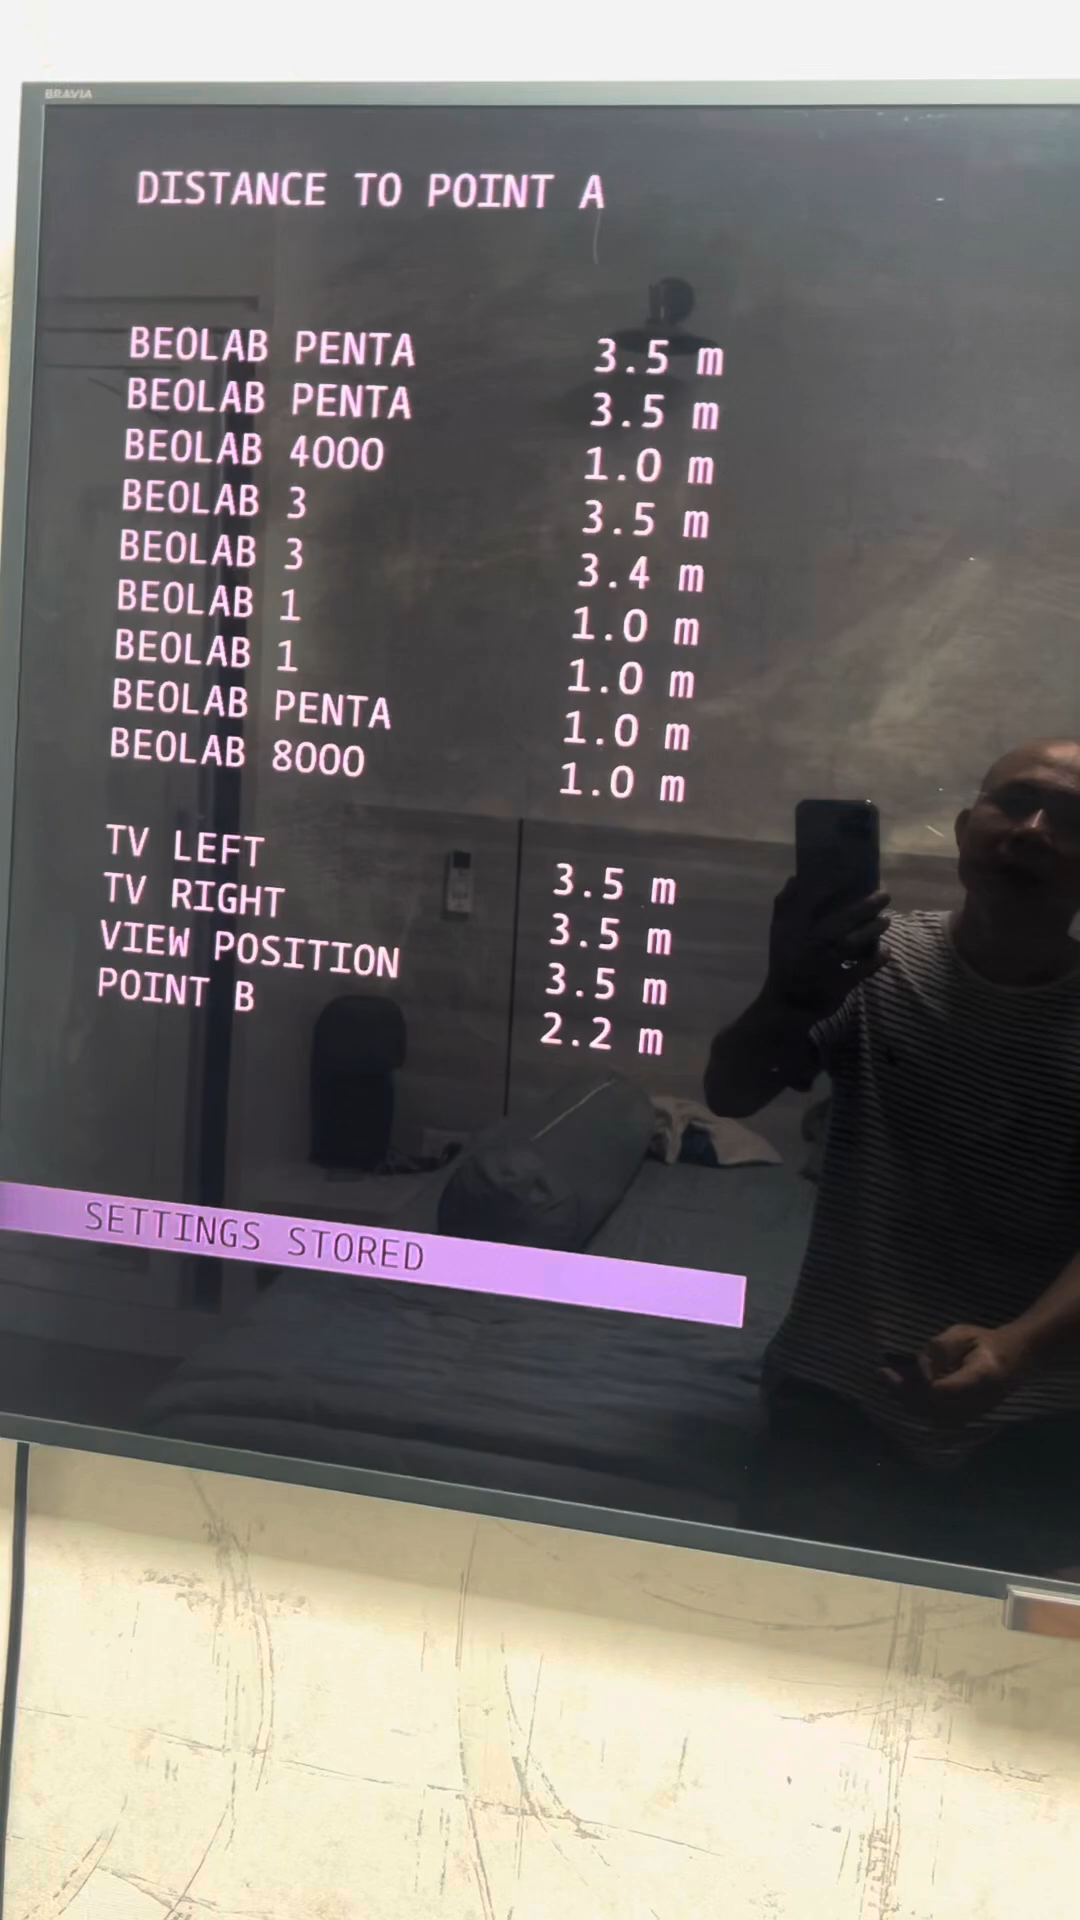 BRAVIA
DISTANCE TO POINT A
BEOLAB PENTA 3.5 m
BEOLAB PENTA 3.5 m
BEOLAB 4000 1.0 m
BEOLAB 3 3.5 m
BEOLAB 3 3.4 m
BEOLAB 1 1.0 m
BEOLAB 1 1.0 m
BEOLAB PENTA 1.0 m
BEOLAB 8000 1.0 m
TV LEFT 3.5 m
TV RIGHT 3.5 m
VIEW POSITION 3.5 m
POINT B 2.2 m
SETTINGS STORED